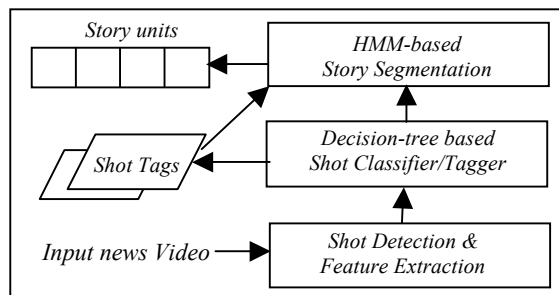 Story units
HMM-based
Story Segmentation
Shot Tags
Decision-tree based
Shot Classifier/Tagger
Input news Video
Shot Detection &
Feature Extraction